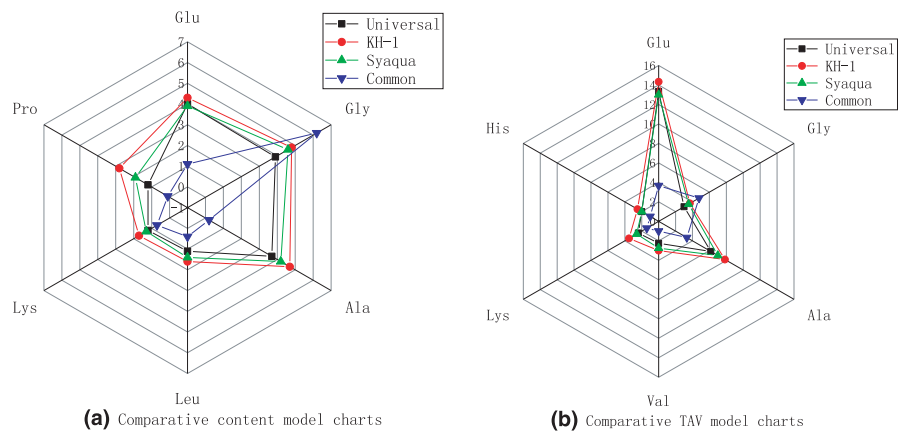 Glu
7
6
5
4
3
2
1
0
-1
Gly
Ala
Leu
Lys
Pro
Universal
KH-1
Syaqua
Common
(a) Comparative content model charts
Glu
16
14
12
10
8
6
4
2
Gly
Ala
Val
Lys
His
Universal
KH-1
Syaqua
Common
(b) Comparative TAV model charts